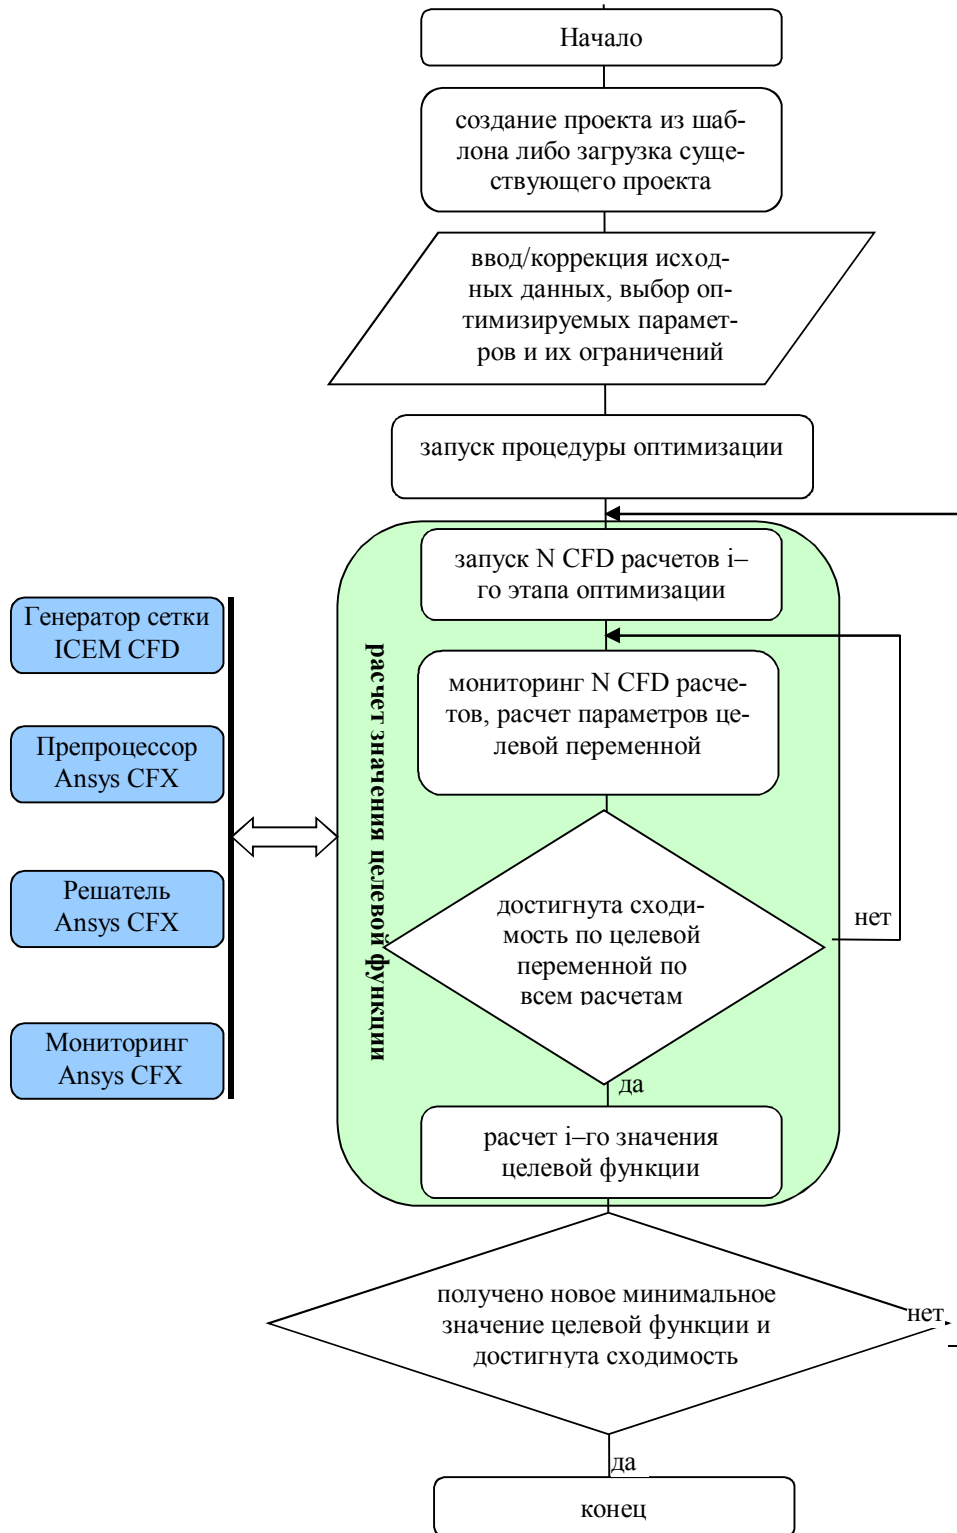 Начало
создание проекта из шаб-
лона либо загрузка суще-
ствующего проекта
ввод/коррекция исход-
ных данных, выбор оп-
тимизируемых парамет-
ров и их ограничений
запуск процедуры оптимизации
запуск N CFD расчетов i–
го этапа оптимизации
Генератор сетки
ICEM CFD
Препроцессор
Ansys CFX
Решатель
Ansys CFX
Мониторинг
Ansys CFX
расчет значения целевой функции
мониторинг N CFD расче-
тов, расчет параметров це-
левой переменной
достигнута сходи-
мость по целевой
переменной по
всем расчетам
нет
да
расчет i–го значения
целевой функции
получено новое минимальное
значение целевой функции и
достигнута сходимость
нет
да
конец